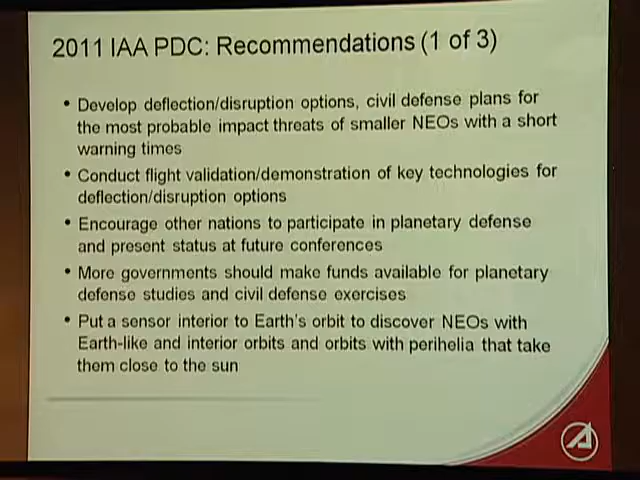 2011 IAA PDC: Recommendations (1 of 3)
• Develop deflection/disruption options, civil defense plans for
the most probable impact threats of smaller NEOs with a short
warning times
• Conduct flight validation/demonstration of key technologies for
deflection/disruption options
• Encourage other nations to participate in planetary defense
and present status at future conferences
• More governments should make funds available for planetary
defense studies and civil defense exercises
• Put a sensor interior to Earth's orbit to discover NEOs with
Earth-like and interior orbits and orbits with perihelia that take
them close to the sun